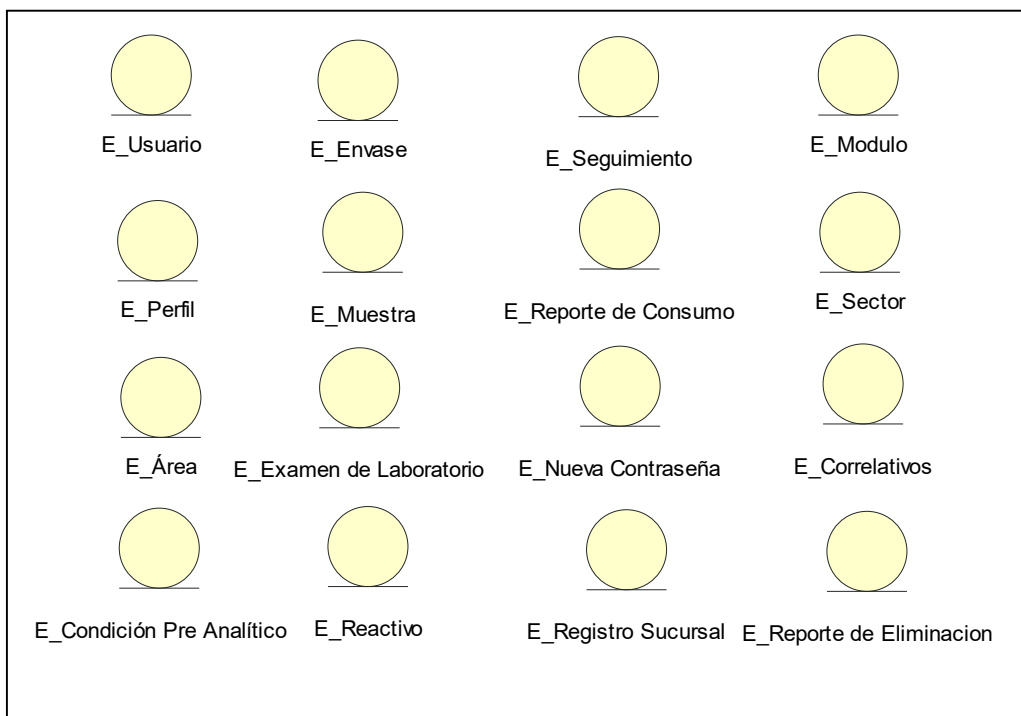 E_Usuario
E_Envase
E_Seguimiento
E_Modulo
E_Perfil
E_Muestra
E_Reporte de Consumo
E_Sector
E_Área
E_Examen de Laboratorio
E_Nueva Contraseña
E_Correlativos
E_Condición Pre Analítico
E_Reactivo
E_Registro Sucursal
E_Reporte de Eliminacion